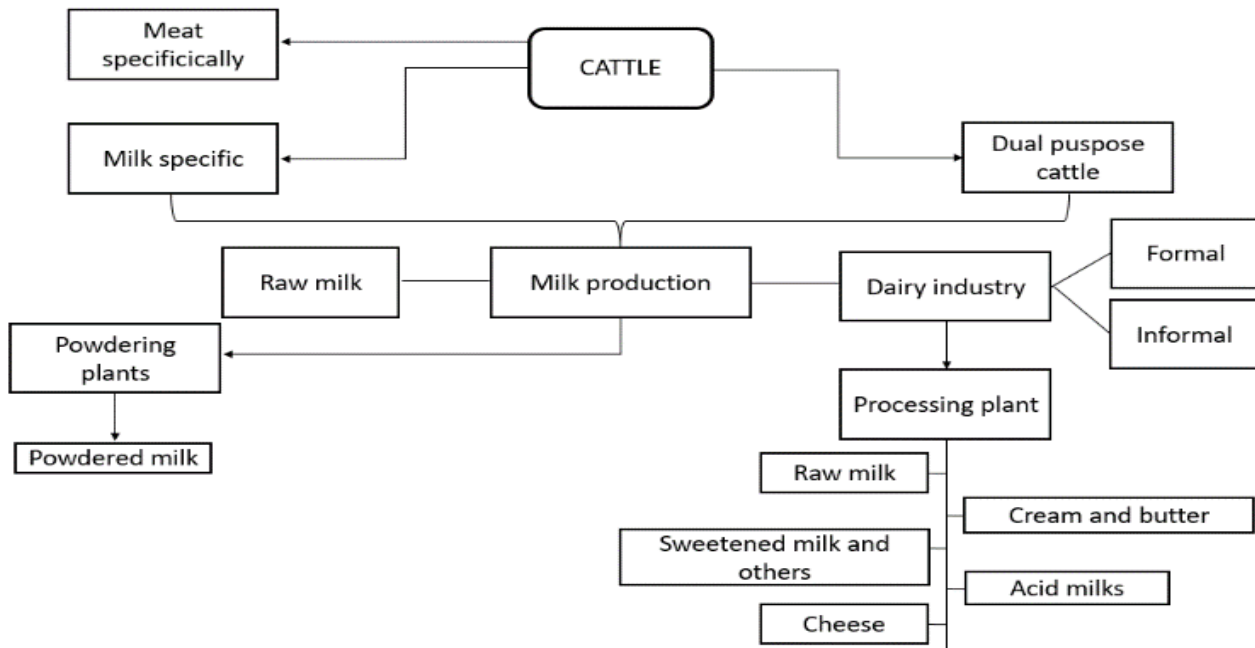 Meat
specificically
CATTLE
Milk specific
Dual puspose
cattle
Raw milk
Milk production
Dairy industry
Formal
Informal
Powdering
plants
Processing plant
Powdered milk
Raw milk
Cream and butter
Sweetened milk and
others
Acid milks
Cheese